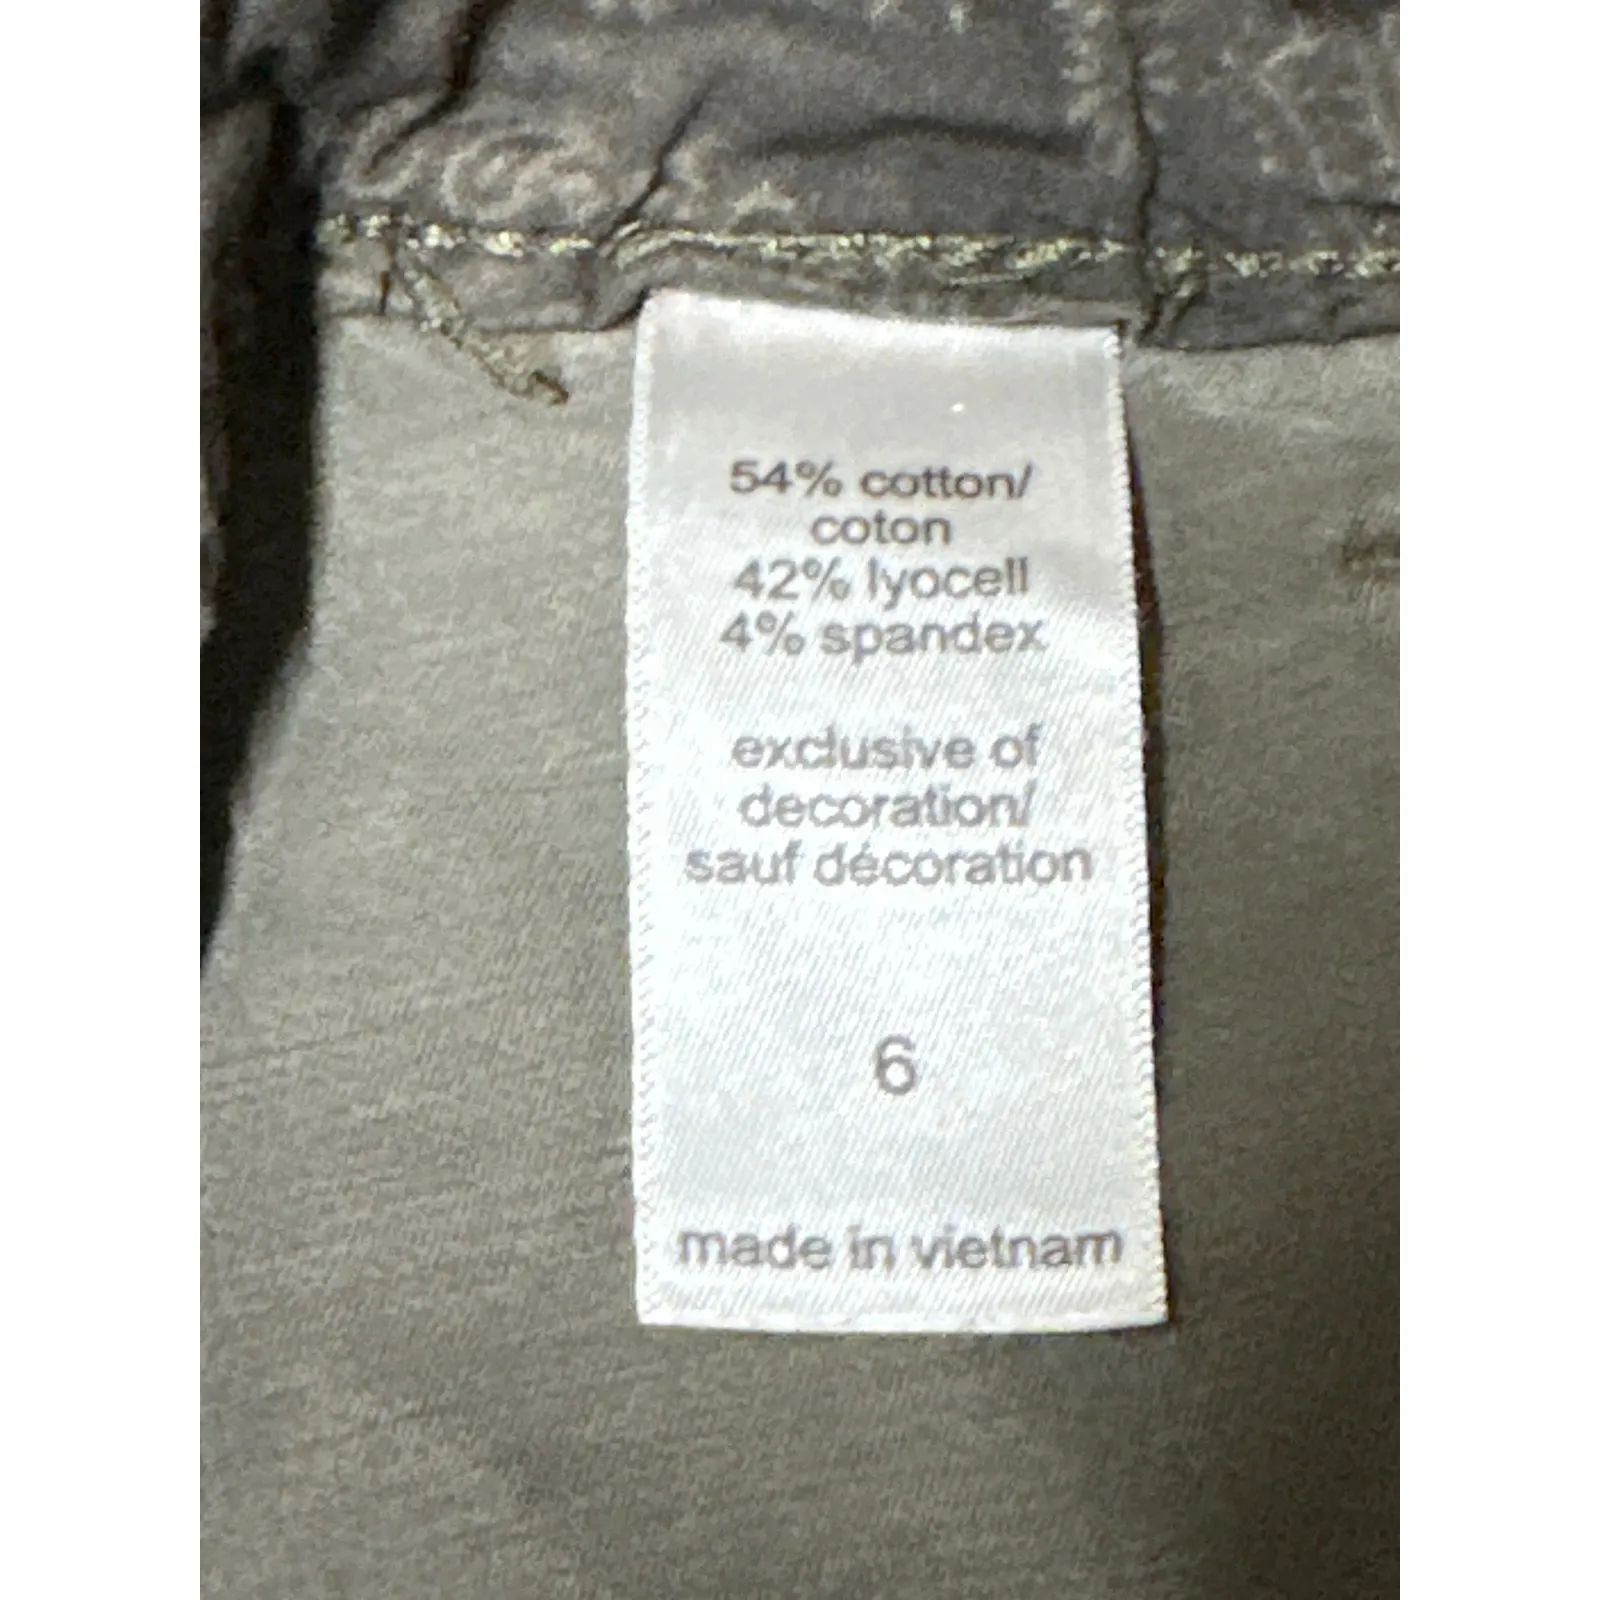 54% cotton/
coton
42% lyocell
4% spandex
exclusive of
decoration/
sauf décoration
6
made in vietnam